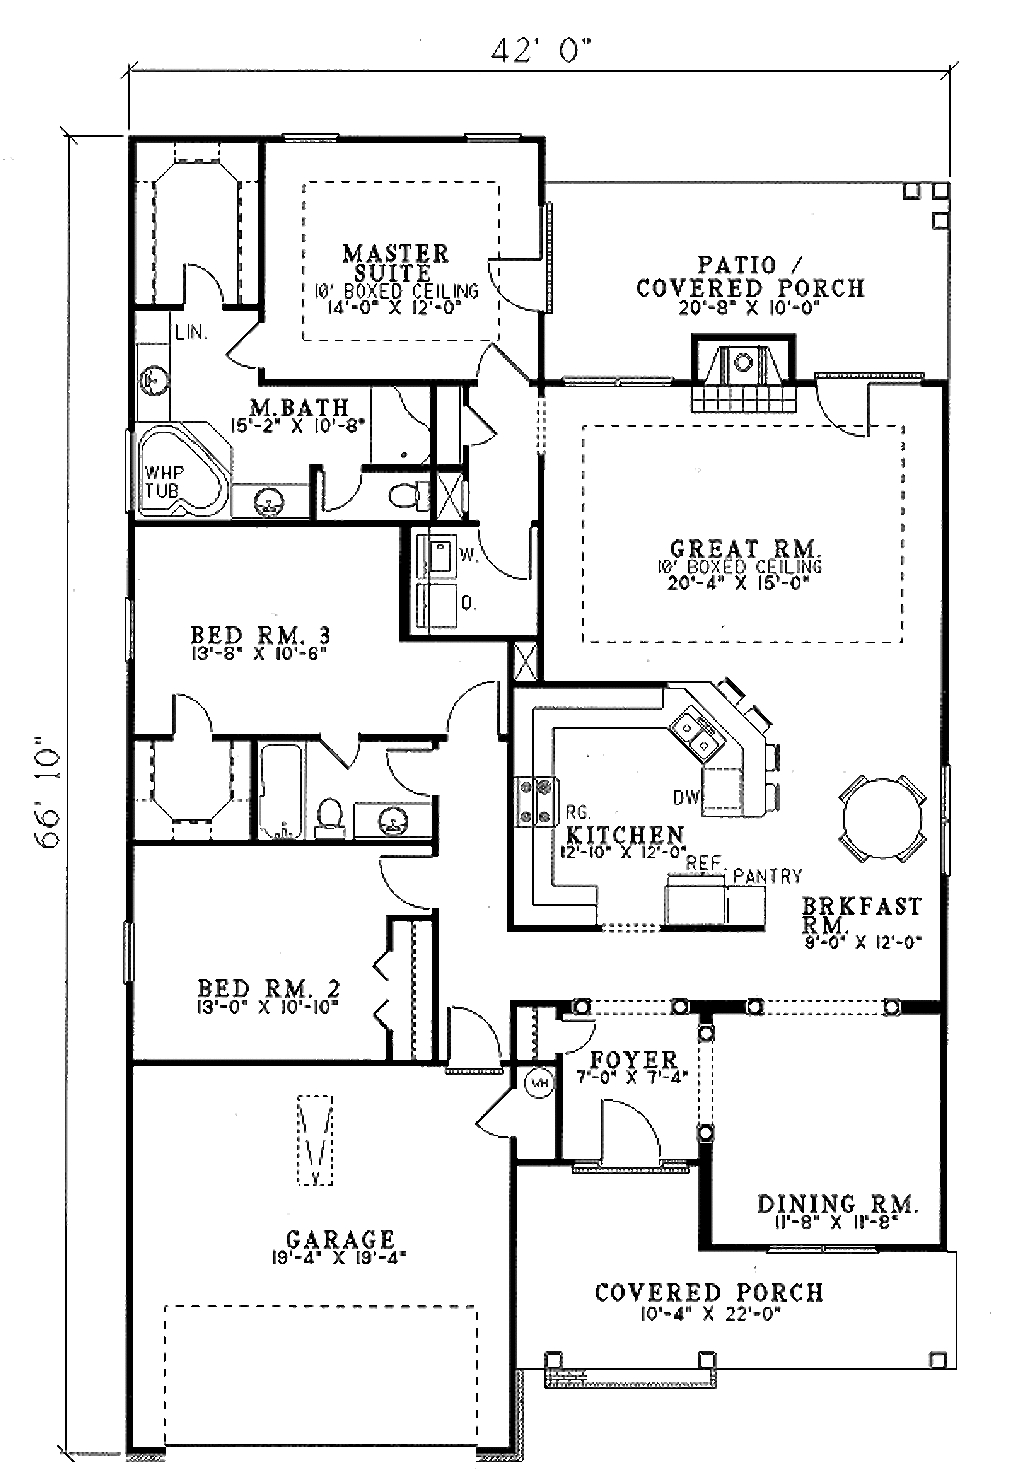 42' 0"
66' 10"
MASTER
SUITE
10' BOXED CEILING
14'-0" X 12'-0"
PATIO /
COVERED PORCH
20'-8" X 10'-0"
LIN.
M.BATH
15'-2" X 10'-8"
WHP
TUB
GREAT RM.
10' BOXED CEILING
20'-4" X 15'-0"
W.
D.
BED RM. 3
13'-8" X 10'-6"
DW
RG.
KITCHEN
12'-10" X 12'-0"
REF.
PANTRY
BRKFAST
RM.
9'-0" X 12'-0"
BED RM. 2
13'-0" X 10'-10"
FOYER
7'-0" X 7'-4"
WH
DINING RM.
11'-8" X 11'-8"
GARAGE
19'-4" X 19'-4"
COVERED PORCH
10'-4" X 22'-0"